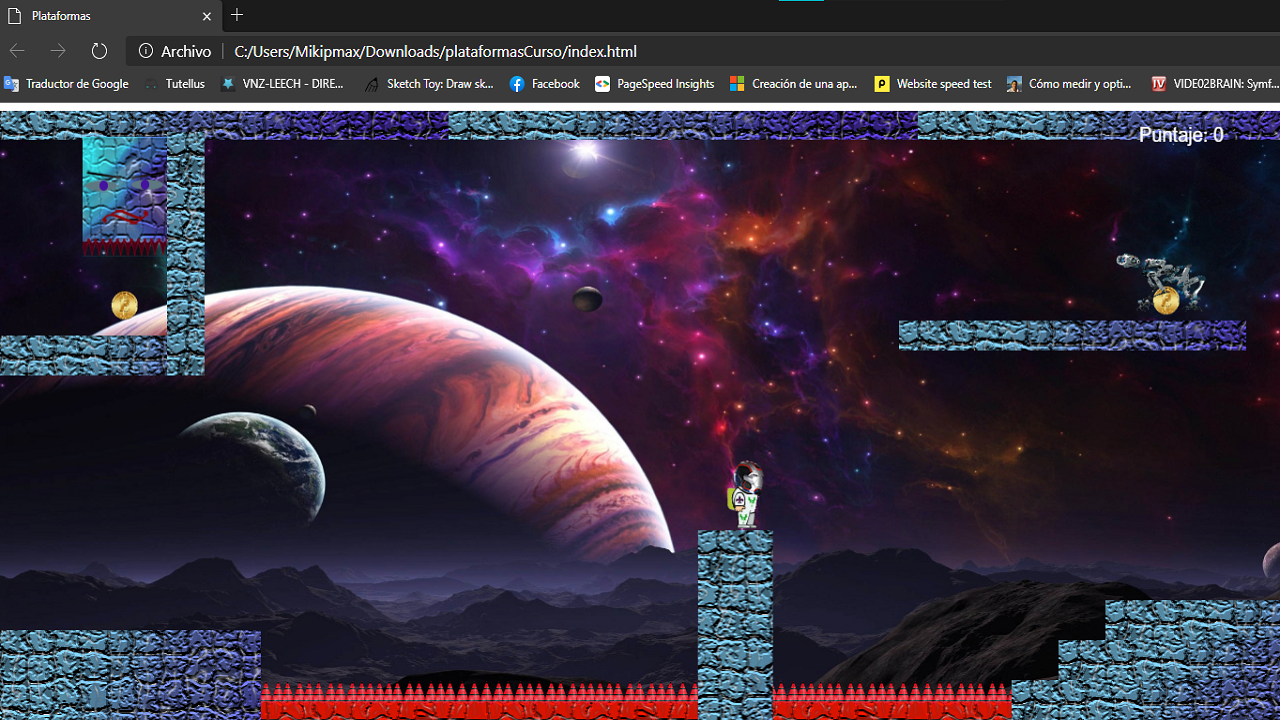 Plataformas
Archivo C:/Users/Mikipmax/Downloads/plataformasCurso/index.html
Traductor de Google Tutellus VNZ-LEECH - DIRE... Sketch Toy: Draw sk... Facebook PageSpeed Insights Creación de una ap... Website speed test Cómo medir y opti... VIDEO2BRAIN: Symf...
Puntaje: 0